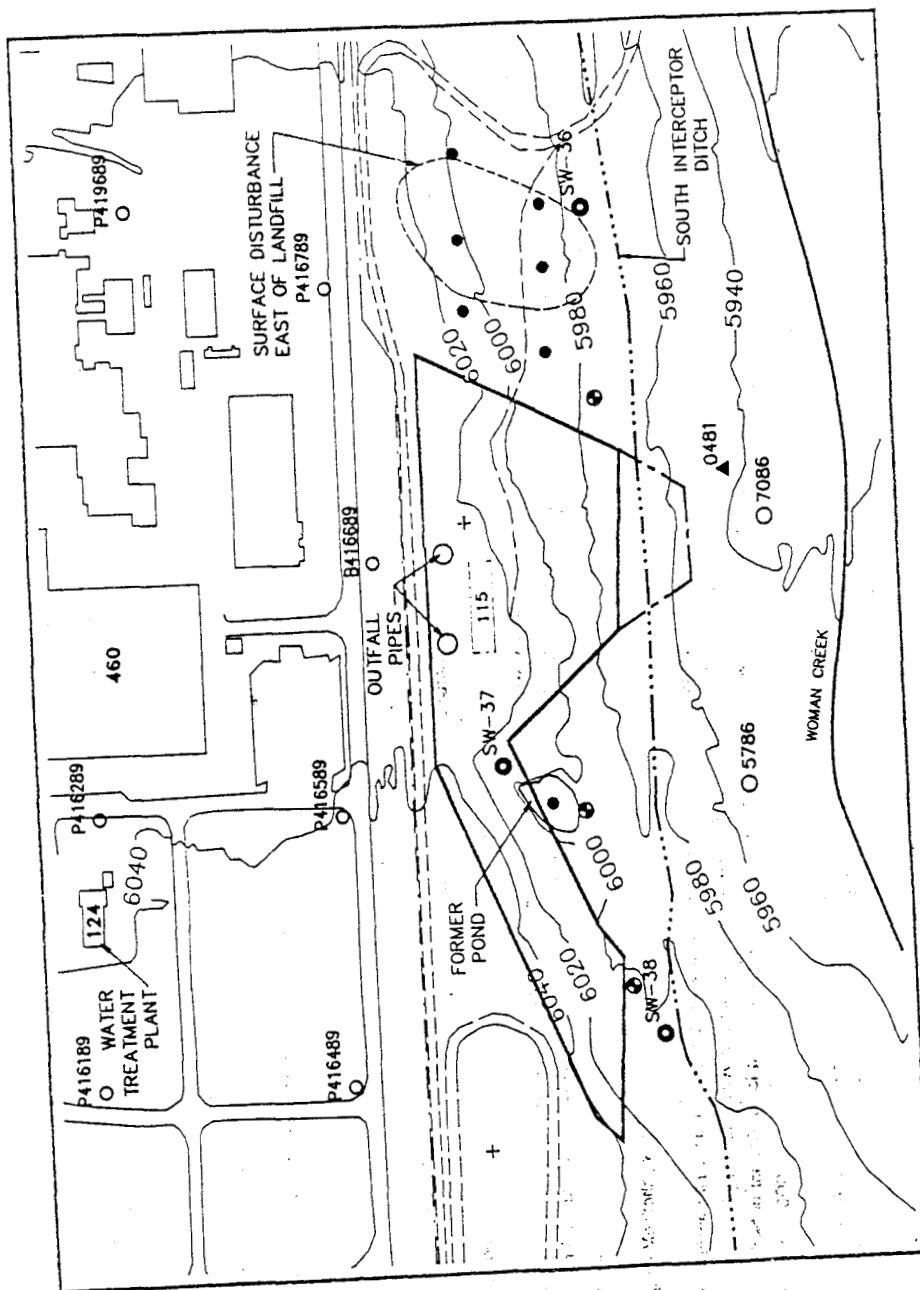 P416189
WATER
TREATMENT
PLANT
124
6040
P416289
460
P419689
SURFACE DISTURBANCE
EAST OF LANDFILL
P416789
P416489
P416589
OUTFALL
PIPES
B416689
FORMER
POND
SW-37
115
6020
6000
SW-36
6040
6020
6000
5980
SW-38
SOUTH INTERCEPTOR
DITCH
5980
5960
5786
5960
5940
0481
7086
WOMAN CREEK